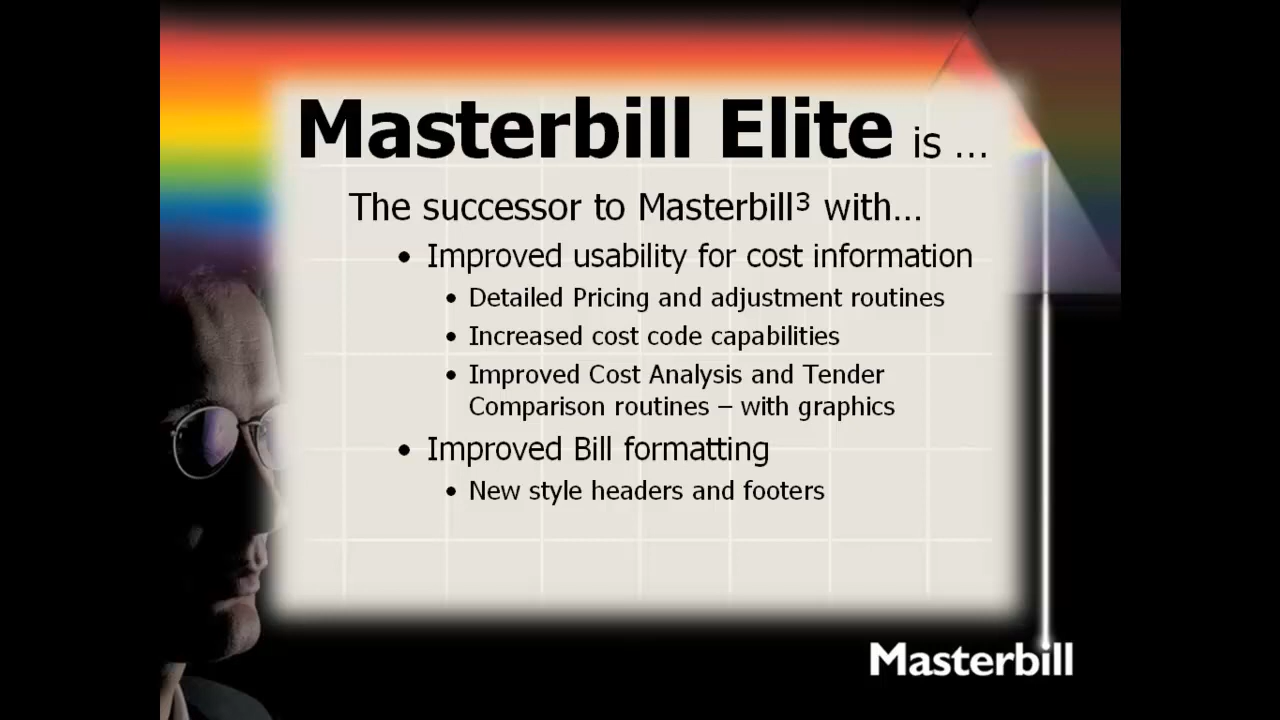 Masterbill Elite is ...
The successor to Masterbill³ with...
• Improved usability for cost information
• Detailed Pricing and adjustment routines
• Increased cost code capabilities
• Improved Cost Analysis and Tender
Comparison routines – with graphics
• Improved Bill formatting
• New style headers and footers
Masterbill